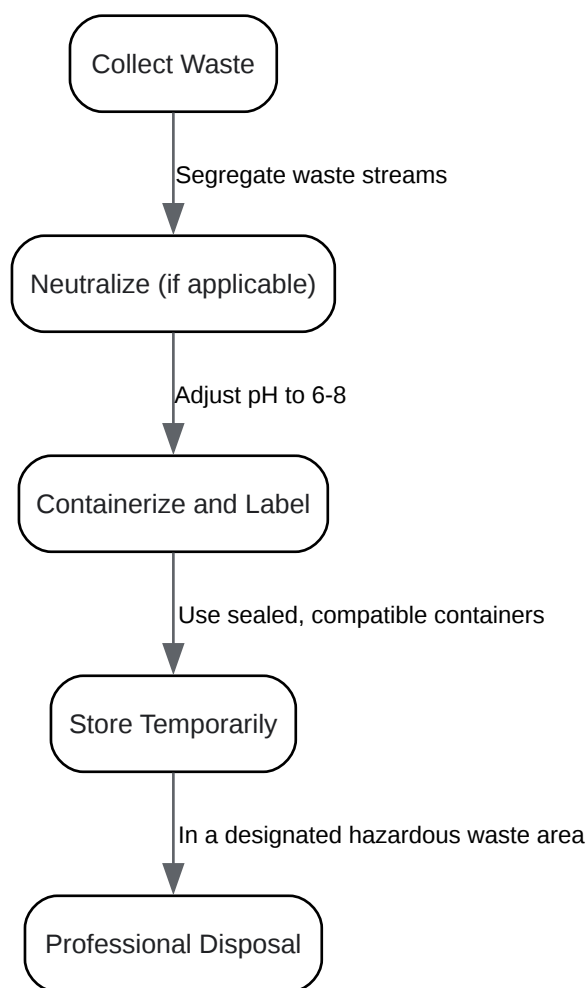 Collect Waste
Segregate waste streams
Neutralize (if applicable)
Adjust pH to 6-8
Containerize and Label
Use sealed, compatible containers
Store Temporarily
In a designated hazardous waste area
Professional Disposal